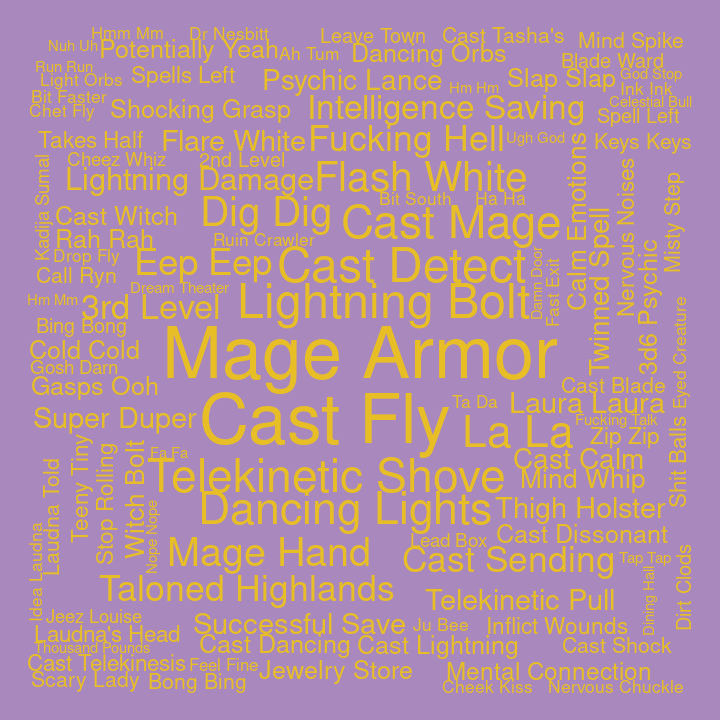 Hmm Mm
Dr Nesbitt
Leave Town
Cast Tasha's
Mind Spike
Nuh Uh
Potentially Yeah
Ah Tum
Dancing Orbs
Blade Ward
Run Run
Light Orbs
Spells Left
Psychic Lance
Hm Hm
Slap Slap
God Stop
Ink Ink
Bit Faster
Celestial Bull
Chet Fly
Shocking Grasp
Intelligence Saving
Spell Left
Takes Half
Flare White
Fucking Hell
Ugh God
Keys Keys
Cheez Whiz
2nd Level
Lightning Damage
Flash White
Calm Emotions
Nervous Noises
Misty Step
Kadija Sumal
Bit South
Ha Ha
Cast Witch
Dig Dig
Cast Mage
Rah Rah
Ruin Crawler
Drop Fly
Eep Eep
Cast Detect
Damn Door
Fast Exit
Twinned Spell
3d6 Psychic
Call Ryn
Dream Theater
Hm Mm
3rd Level
Lightning Bolt
Bing Bong
Eyed Creature
Cold Cold
Mage Armor
Gosh Darn
Gasps Ooh
Cast Blade
Super Duper
Cast Fly
Ta Da
Laura Laura
Fucking Talk
La La
Zip Zip
Shit Balls
Teeny Tiny
Stop Rolling
Witch Bolt
Fa Fa
Cast Calm
Laudna Told
Telekinetic Shove
Mind Whip
Nope Nope
Dancing Lights
Thigh Holster
Idea Laudna
Lead Box
Cast Dissonant
Mage Hand
Cast Sending
Tap Tap
Dirt Clods
Taloned Highlands
Telekinetic Pull
Dining Hall
Jeez Louise
Successful Save
Ju Bee
Inflict Wounds
Laudna's Head
Thousand Pounds
Cast Dancing
Cast Lightning
Cast Shock
Cast Telekinesis
Feel Fine
Jewelry Store
Mental Connection
Scary Lady
Bong Bing
Cheek Kiss
Nervous Chuckle